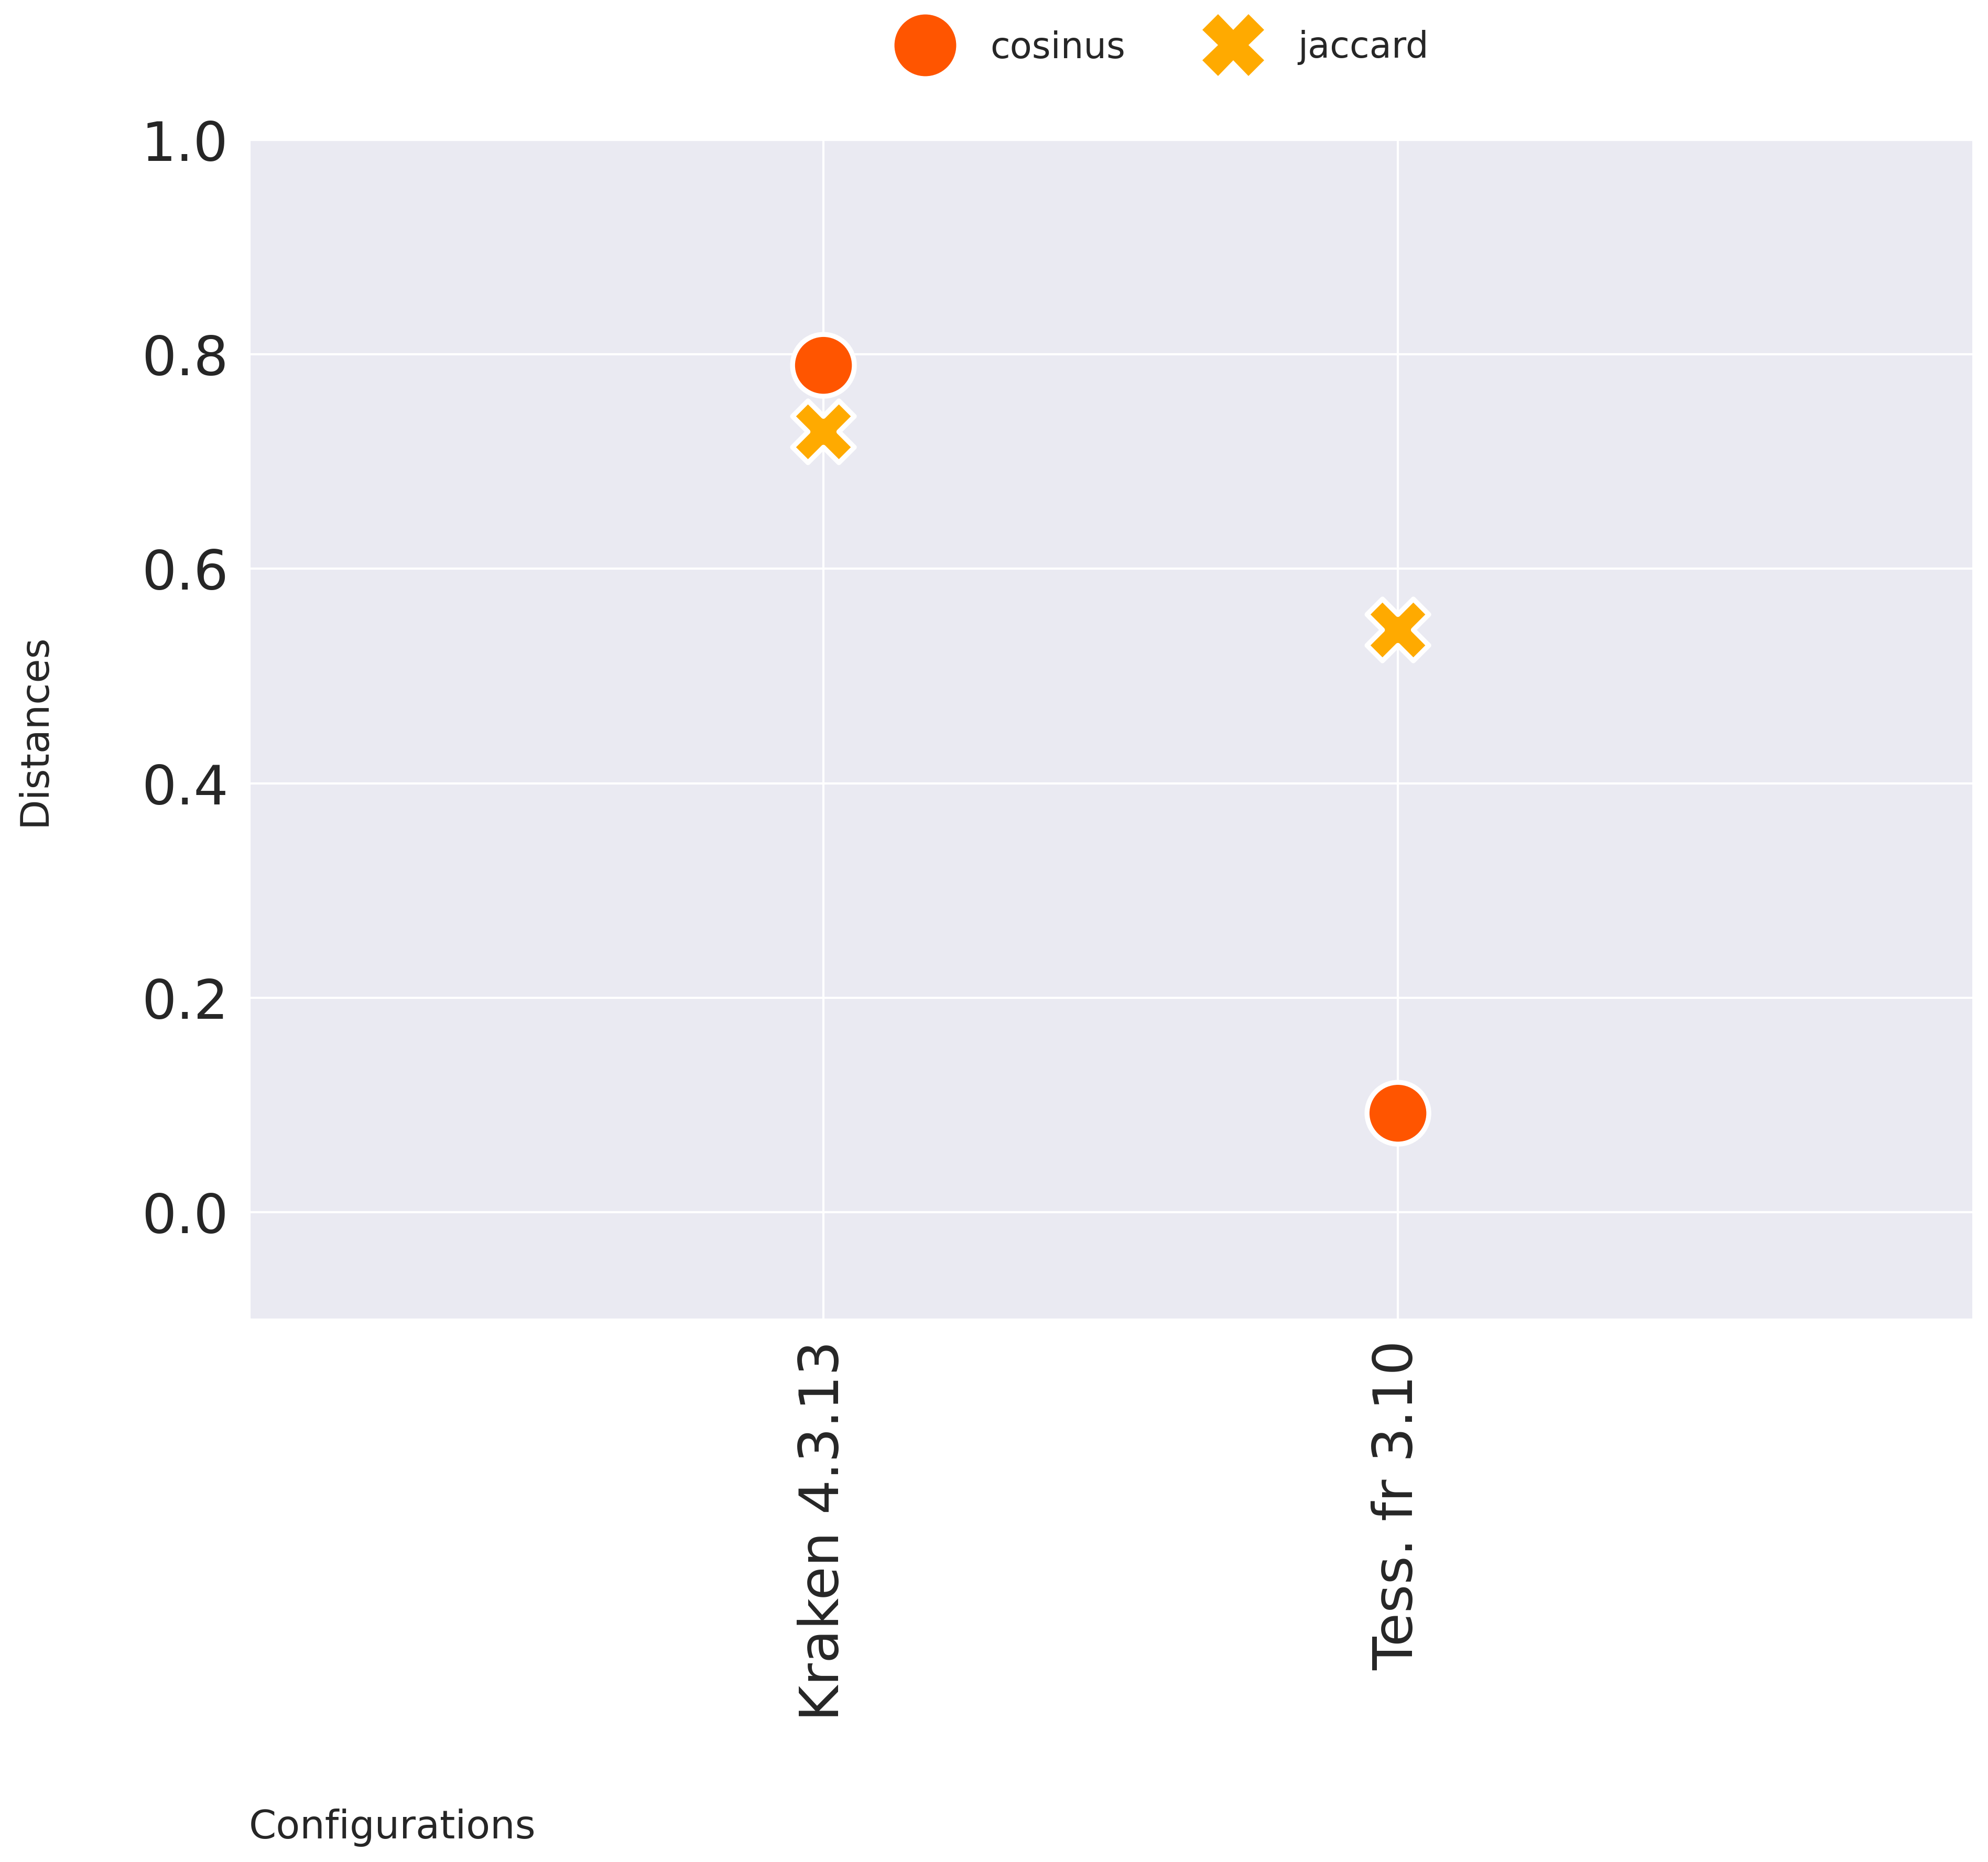 cosinus
jaccard
1.0
0.8
0.6
0.4
0.2
0.0
Distances
Kraken 4.3.13
Tess. fr 3.10
Configurations